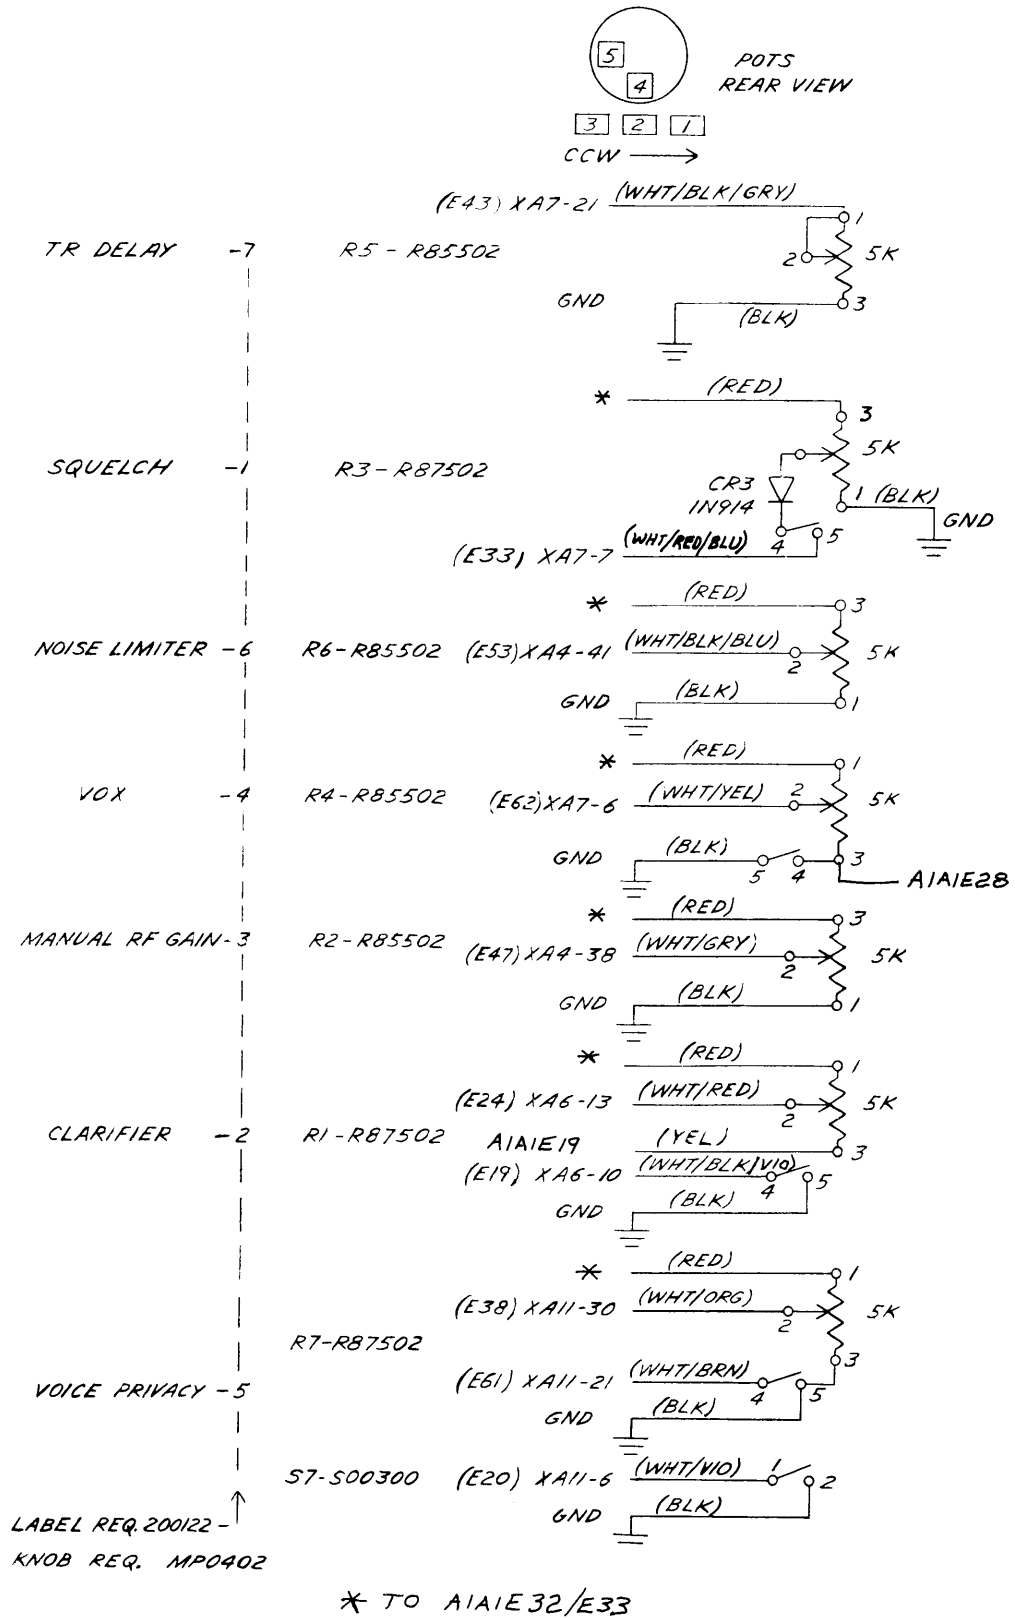 5
4
POTS
REAR VIEW
3 2 1
CCW
(E43) XA7-21 (WHT/BLK/GRY)
1
TR DELAY -7 R5-R85502 2 5K
GND 3
(BLK)
* (RED)
3
SQUELCH -1 R3-R87502 5K
CR3
1N914
1 (BLK)
GND
4 5
(E33) XA7-7 (WHT/RED/BLU)
* (RED) 3
NOISE LIMITER -6 R6-R85502 (E53)XA4-41 (WHT/BLK/BLU) 2 5K
GND (BLK) 1
* (RED) 1
VOX -4 R4-R85502 (E62)XA7-6 (WHT/YEL) 2 5K
GND (BLK) 5 4 3
A1A1E28
* (RED) 3
MANUAL RF GAIN-3 R2-R85502 (E47)XA4-38 (WHT/GRY) 2 5K
GND (BLK) 1
* (RED) 1
(E24) XA6-13 (WHT/RED) 2 5K
CLARIFIER -2 R1-R87502 A1A1E19 (YEL) 3
(E19) XA6-10 (WHT/BLK/VIO) 4 5
GND (BLK)
* (RED) 1
(E38) XA11-30 (WHT/ORG) 2 5K
R7-R87502
3
VOICE PRIVACY -5 (E61) XA11-21 (WHT/BRN) 4 5
GND (BLK)
S7-S00300 (E20) XA11-6 (WHT/VIO) 1 2
GND (BLK)
LABEL REQ. 200122-
KNOB REQ. MP0402
* TO A1A1E32/E33